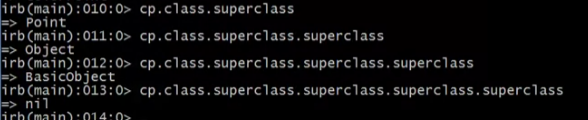 irb(main):010:0> cp.class.superclass
=> Point
irb(main):011:0> cp.class.superclass.superclass
=> Object
irb(main):012:0> cp.class.superclass.superclass.superclass
=> BasicObject
irb(main):013:0> cp.class.superclass.superclass.superclass.superclass
=> nil
irb(main):014:0>